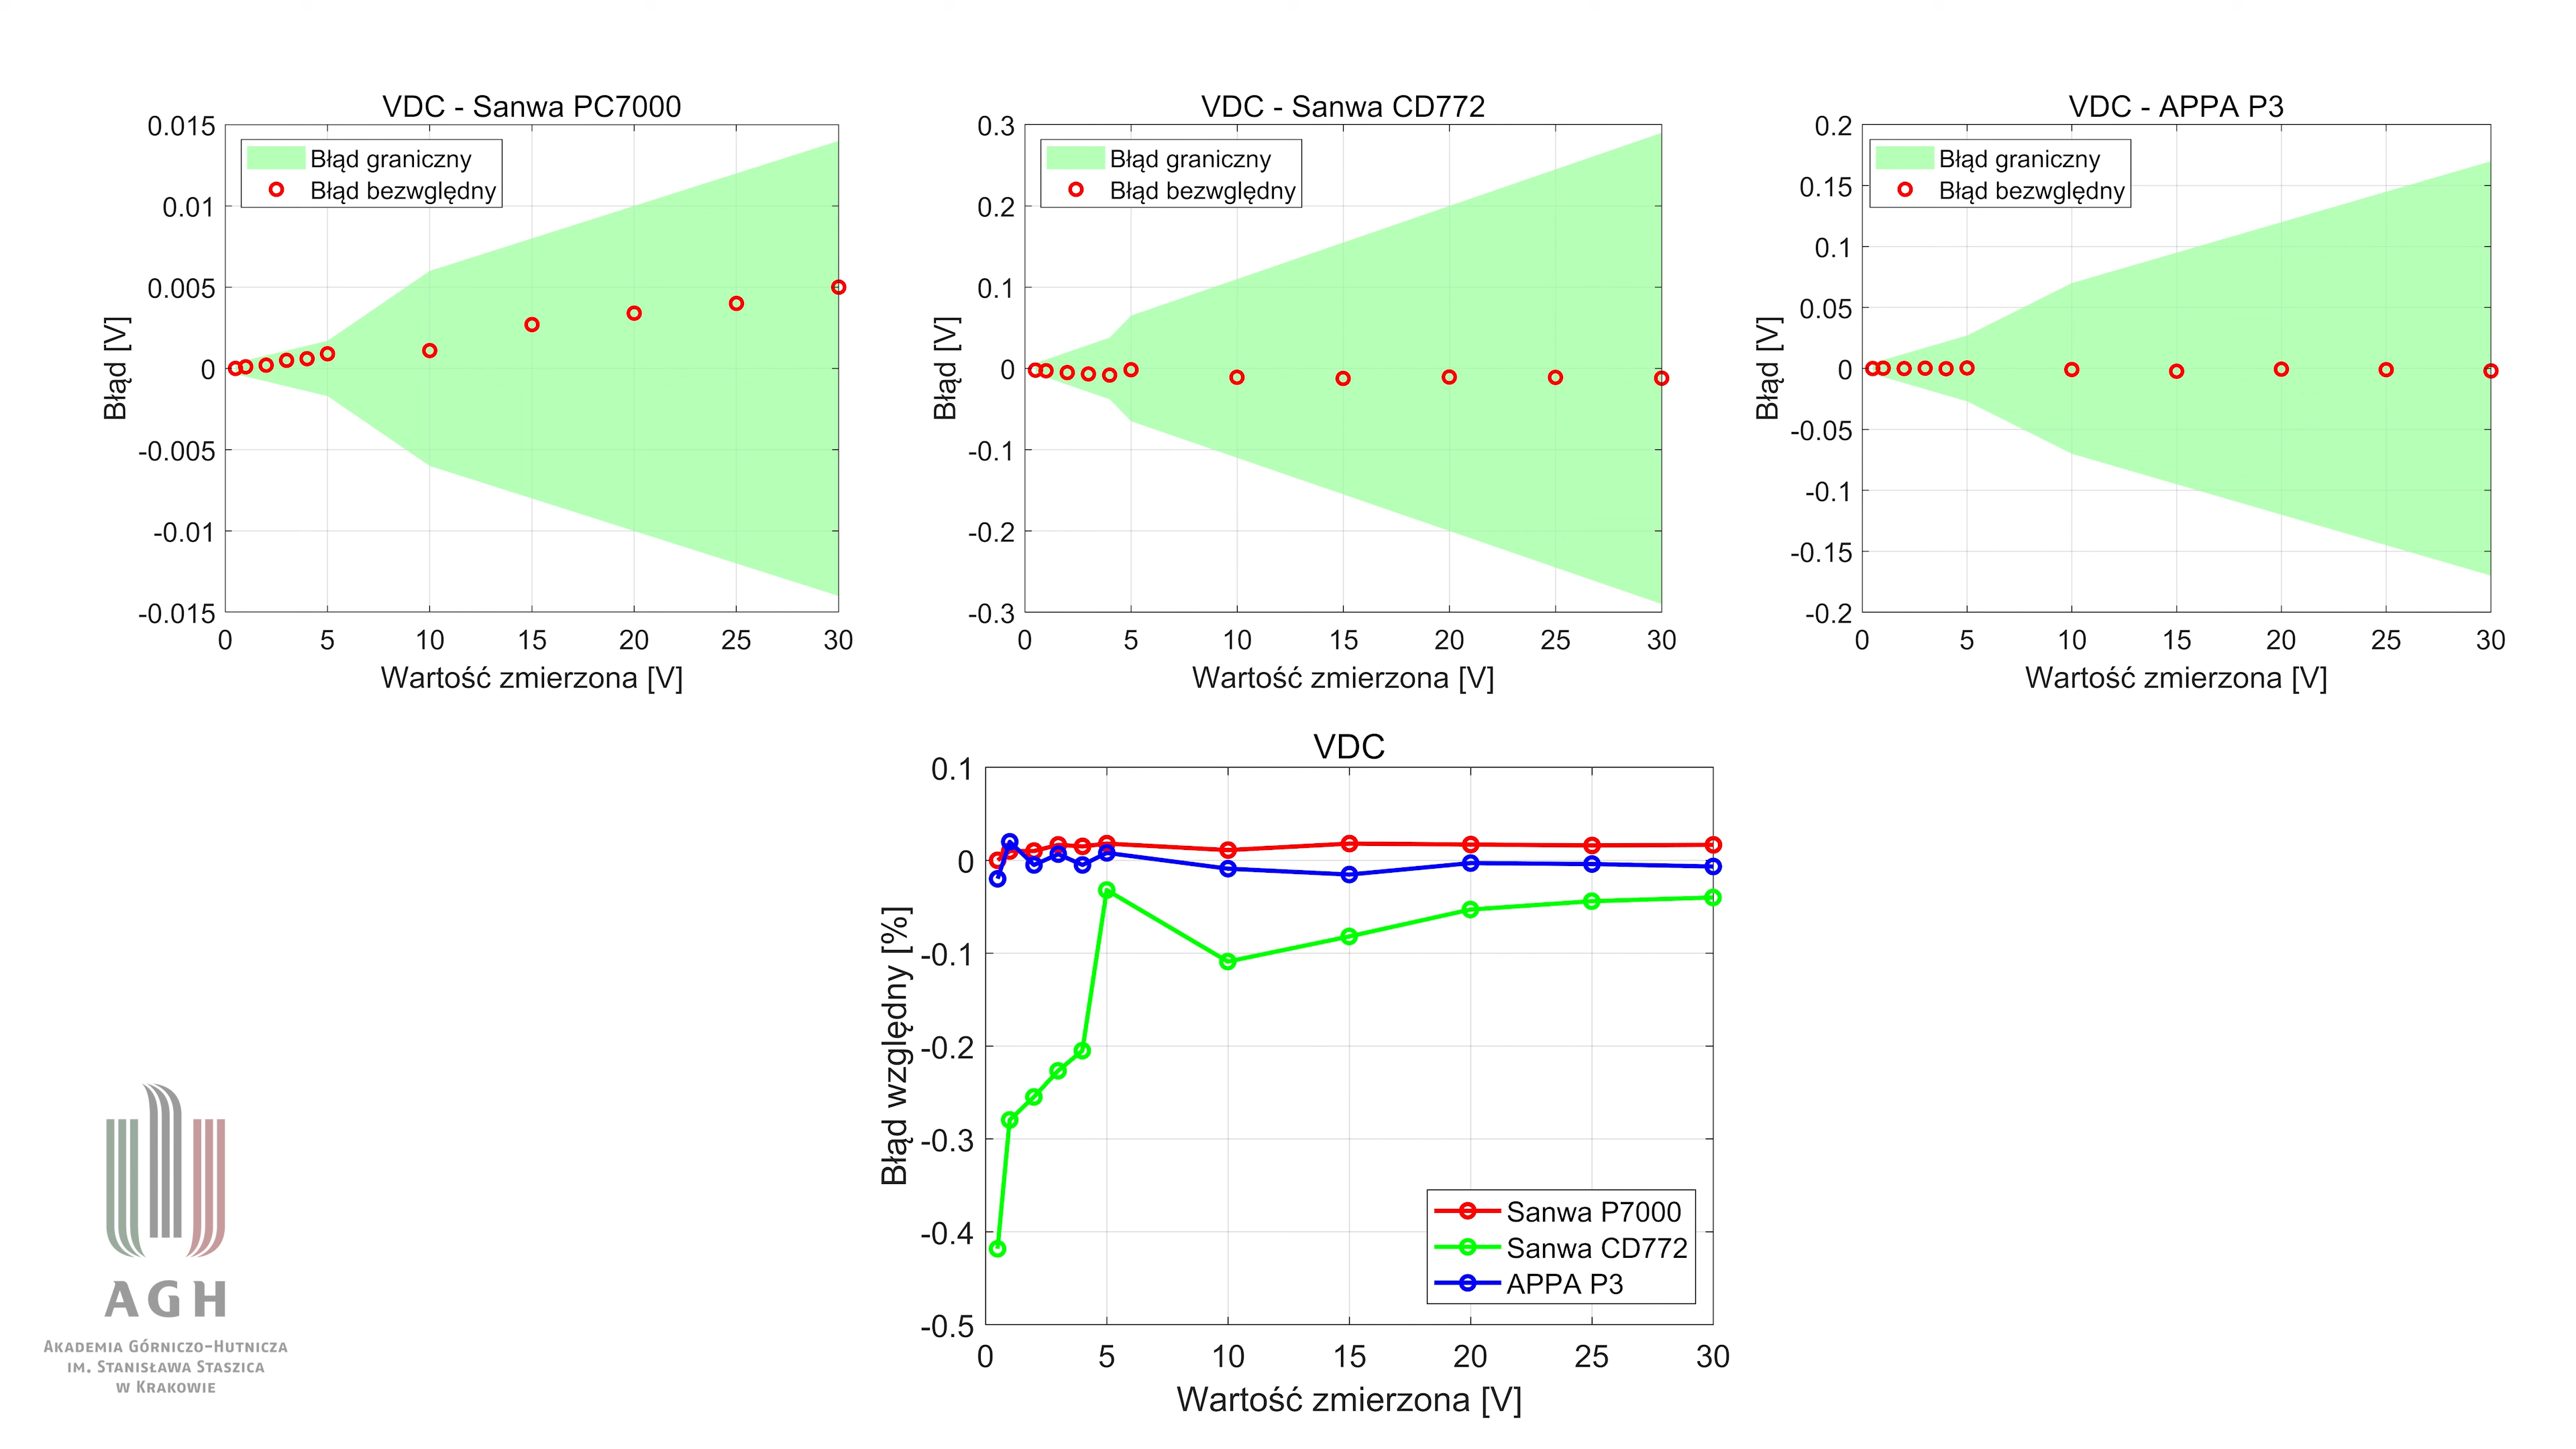 VDC - Sanwa PC7000
0.015
0.01
0.005
0
-0.005
-0.01
-0.015
Błąd [V]
Błąd graniczny
Błąd bezwględny
0 5 10 15 20 25 30
Wartość zmierzona [V]
VDC - Sanwa CD772
0.3
0.2
0.1
0
-0.1
-0.2
-0.3
Błąd [V]
Błąd graniczny
Błąd bezwględny
0 5 10 15 20 25 30
Wartość zmierzona [V]
VDC - APPA P3
0.2
0.15
0.1
0.05
0
-0.05
-0.1
-0.15
-0.2
Błąd [V]
Błąd graniczny
Błąd bezwględny
0 5 10 15 20 25 30
Wartość zmierzona [V]
VDC
0.1
0
-0.1
-0.2
-0.3
-0.4
-0.5
Błąd względny [%]
Sanwa P7000
Sanwa CD772
APPA P3
0 5 10 15 20 25 30
Wartość zmierzona [V]
AGH
AKADEMIA GÓRNICZO-HUTNICZA
IM. STANISŁAWA STASZICA
W KRAKOWIE